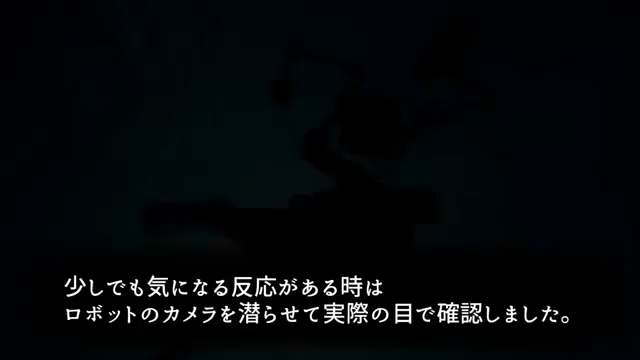 少しでも気になる反応がある時は
ロボットのカメラを潜らせて実際の目で確認しました。